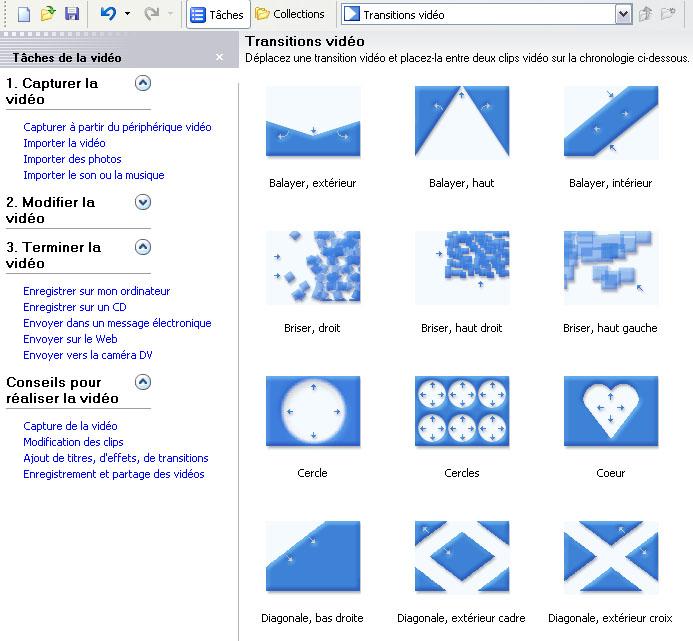 Tâches
Collections
Transitions vidéo
Tâches de la vidéo
1. Capturer la
vidéo
Capturer à partir du périphérique vidéo
Importer la vidéo
Importer des photos
Importer le son ou la musique
2. Modifier la
vidéo
3. Terminer la
vidéo
Enregistrer sur mon ordinateur
Enregistrer sur un CD
Envoyer dans un message électronique
Envoyer sur le Web
Envoyer vers la caméra DV
Conseils pour
réaliser la vidéo
Capture de la vidéo
Modification des clips
Ajout de titres, d'effets, de transitions
Enregistrement et partage des vidéos
Transitions vidéo
Déplacez une transition vidéo et placez-la entre deux clips vidéo sur la chronologie ci-dessous.
Balayer, extérieur
Balayer, haut
Balayer, intérieur
Briser, droit
Briser, haut droit
Briser, haut gauche
Cercle
Cercles
Coeur
Diagonale, bas droite
Diagonale, extérieur cadre
Diagonale, extérieur croix